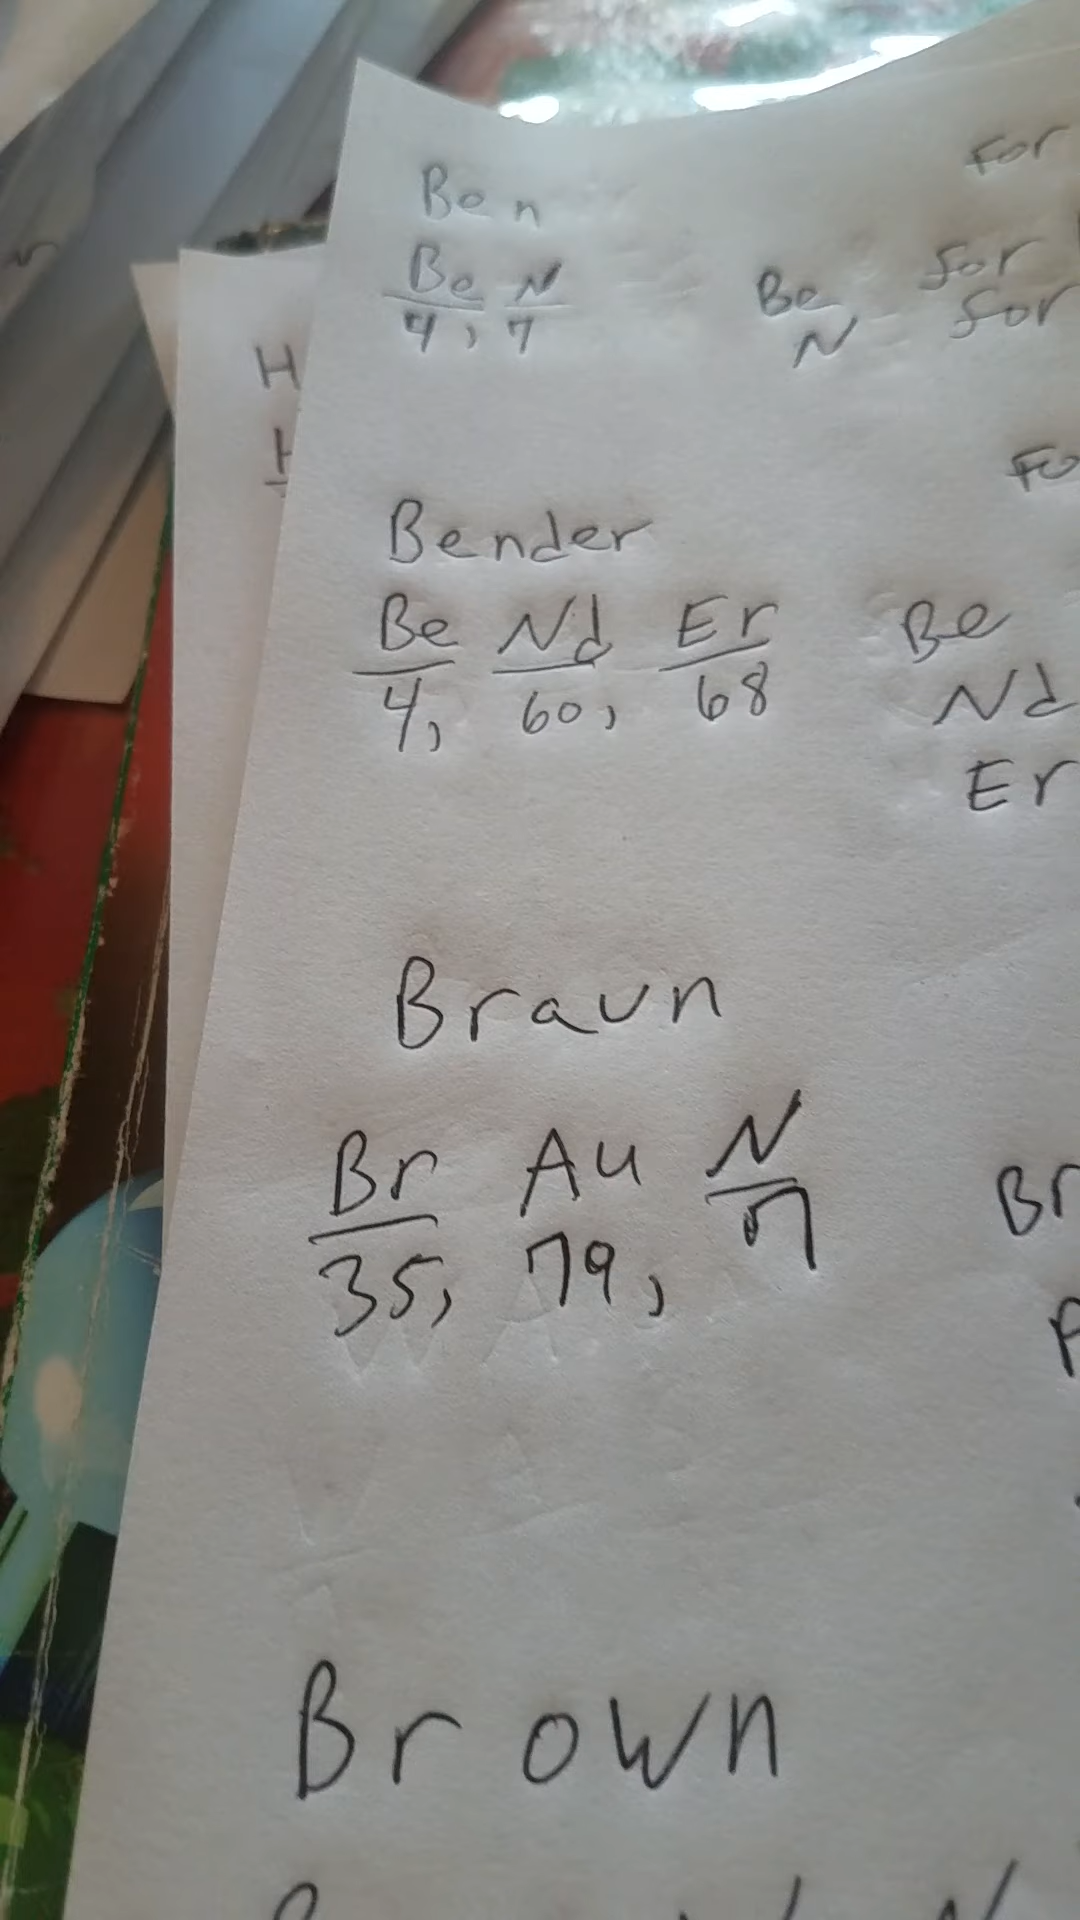 Ben
For
Be N
4, 7
Be for
N for
H
H
Bender
Be Nd Er
4, 60, 68
Be
Nd
Er
Braun
Br Au N
35, 79, 7
Br
Brown
N